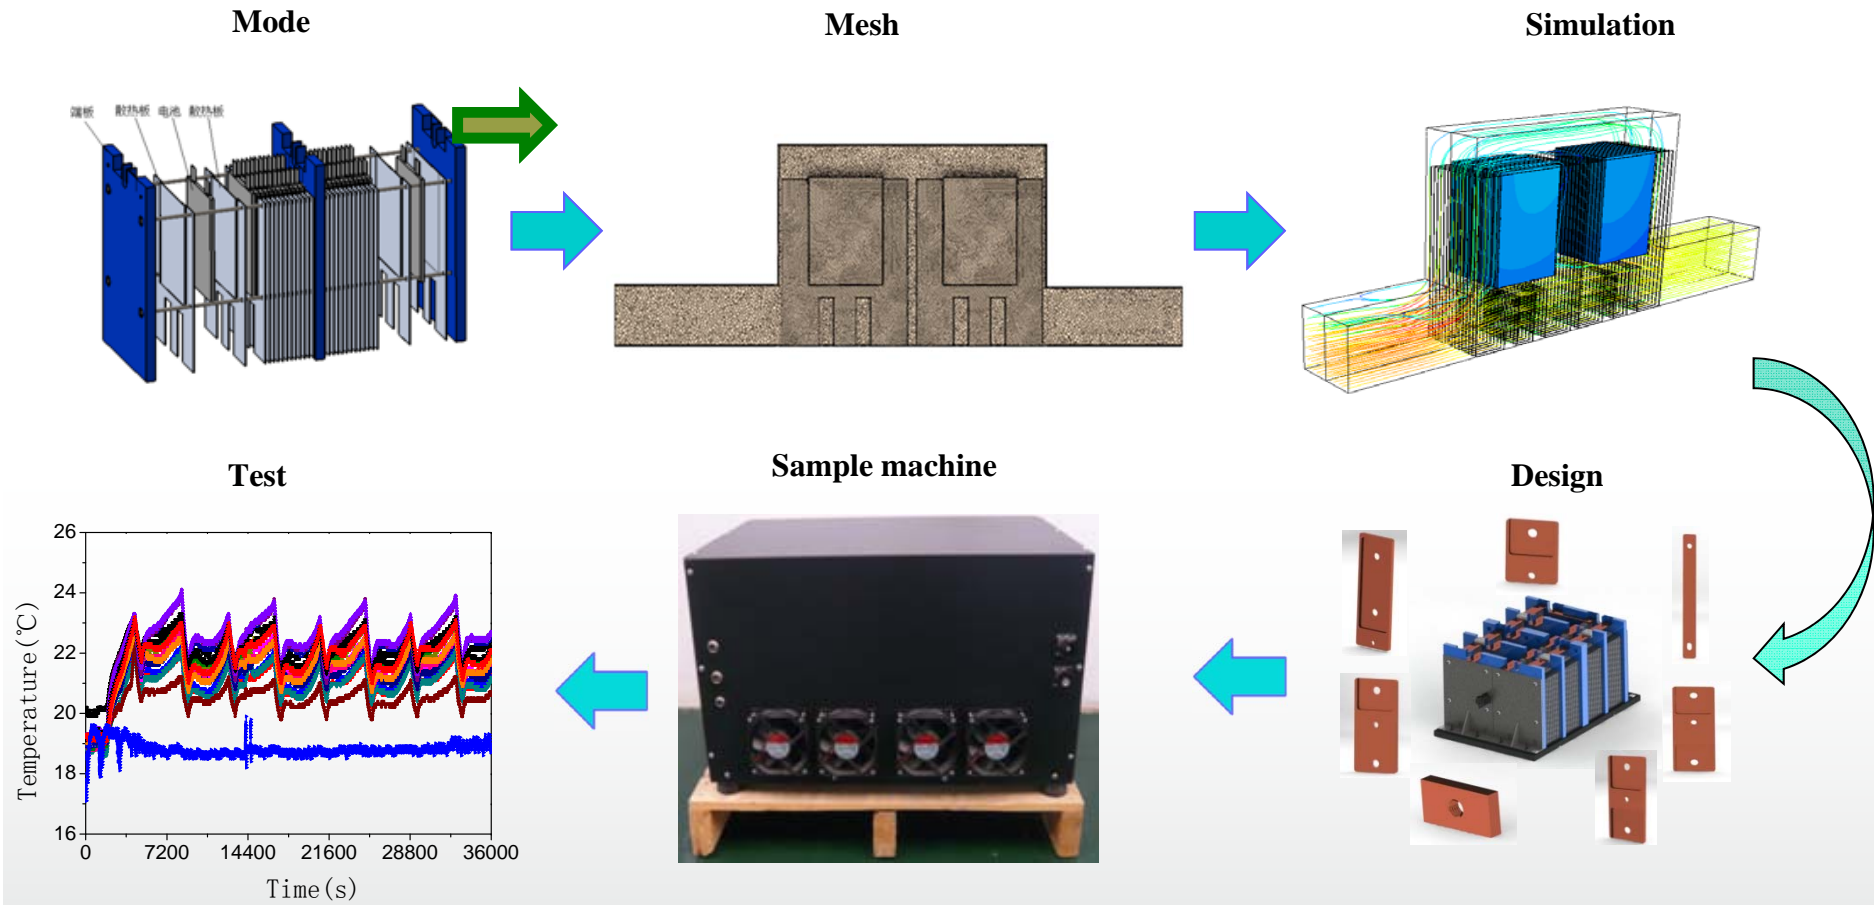 Mode
Mesh
Simulation
端板 散热板 电池 散热板
Test
Sample machine
Design
26
24
22
20
18
16
Temperature(℃)
0 7200 14400 21600 28800 36000
Time(s)